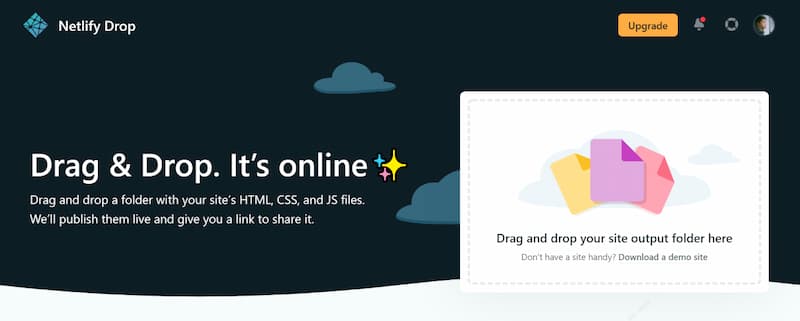 Netlify Drop
Upgrade
Drag & Drop. It’s online
Drag and drop a folder with your site’s HTML, CSS, and JS files.
We’ll publish them live and give you a link to share it.
Drag and drop your site output folder here
Don’t have a site handy? Download a demo site